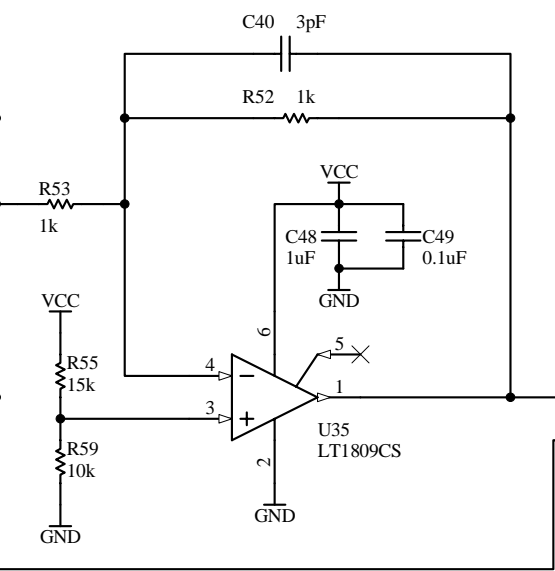 C40 3pF
R52 1k
VCC
R53
1k
C48
1uF
C49
0.1uF
GND
VCC
6
5
R55
15k
4
1
3
U35
LT1809CS
R59
10k
2
GND
GND